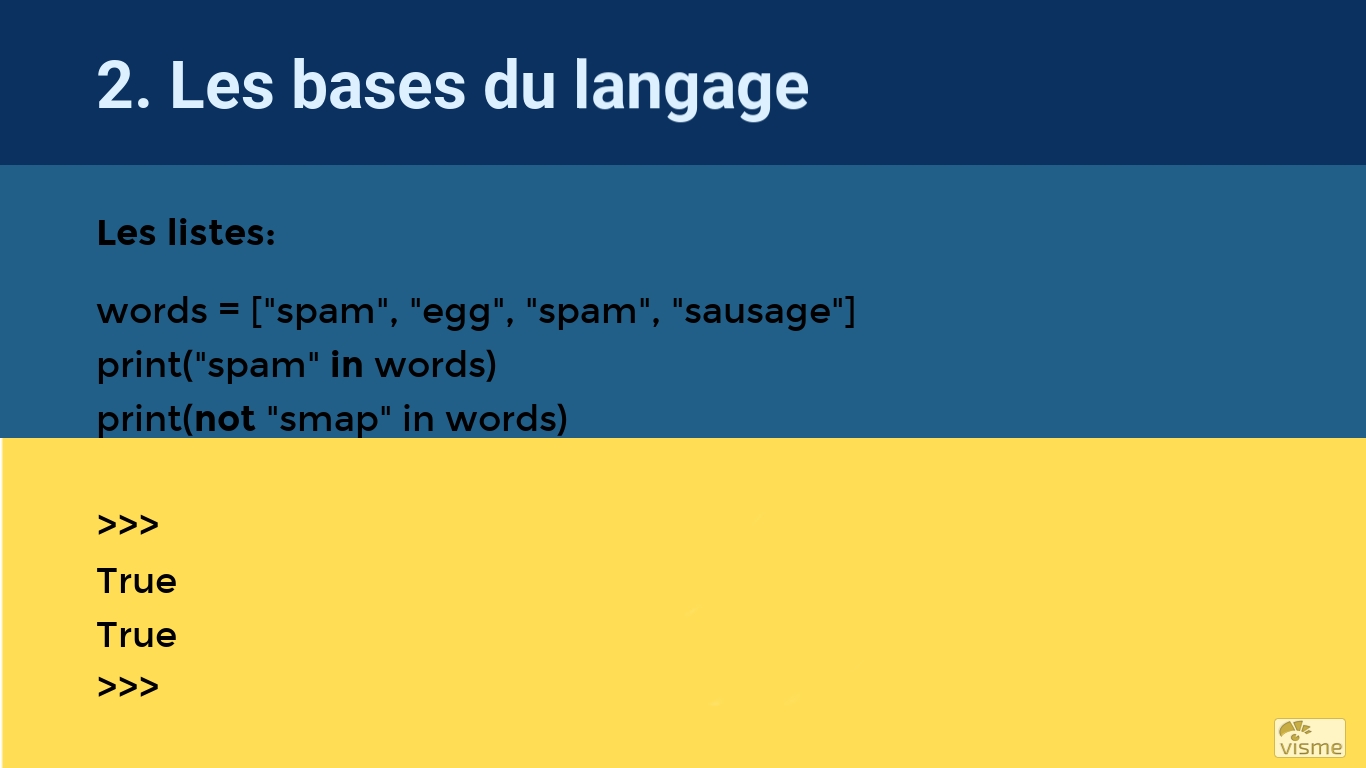 2. Les bases du langage
Les listes:
words = ["spam", "egg", "spam", "sausage"]
print("spam" in words)
print(not "smap" in words)
>>>
True
True
>>>
visme